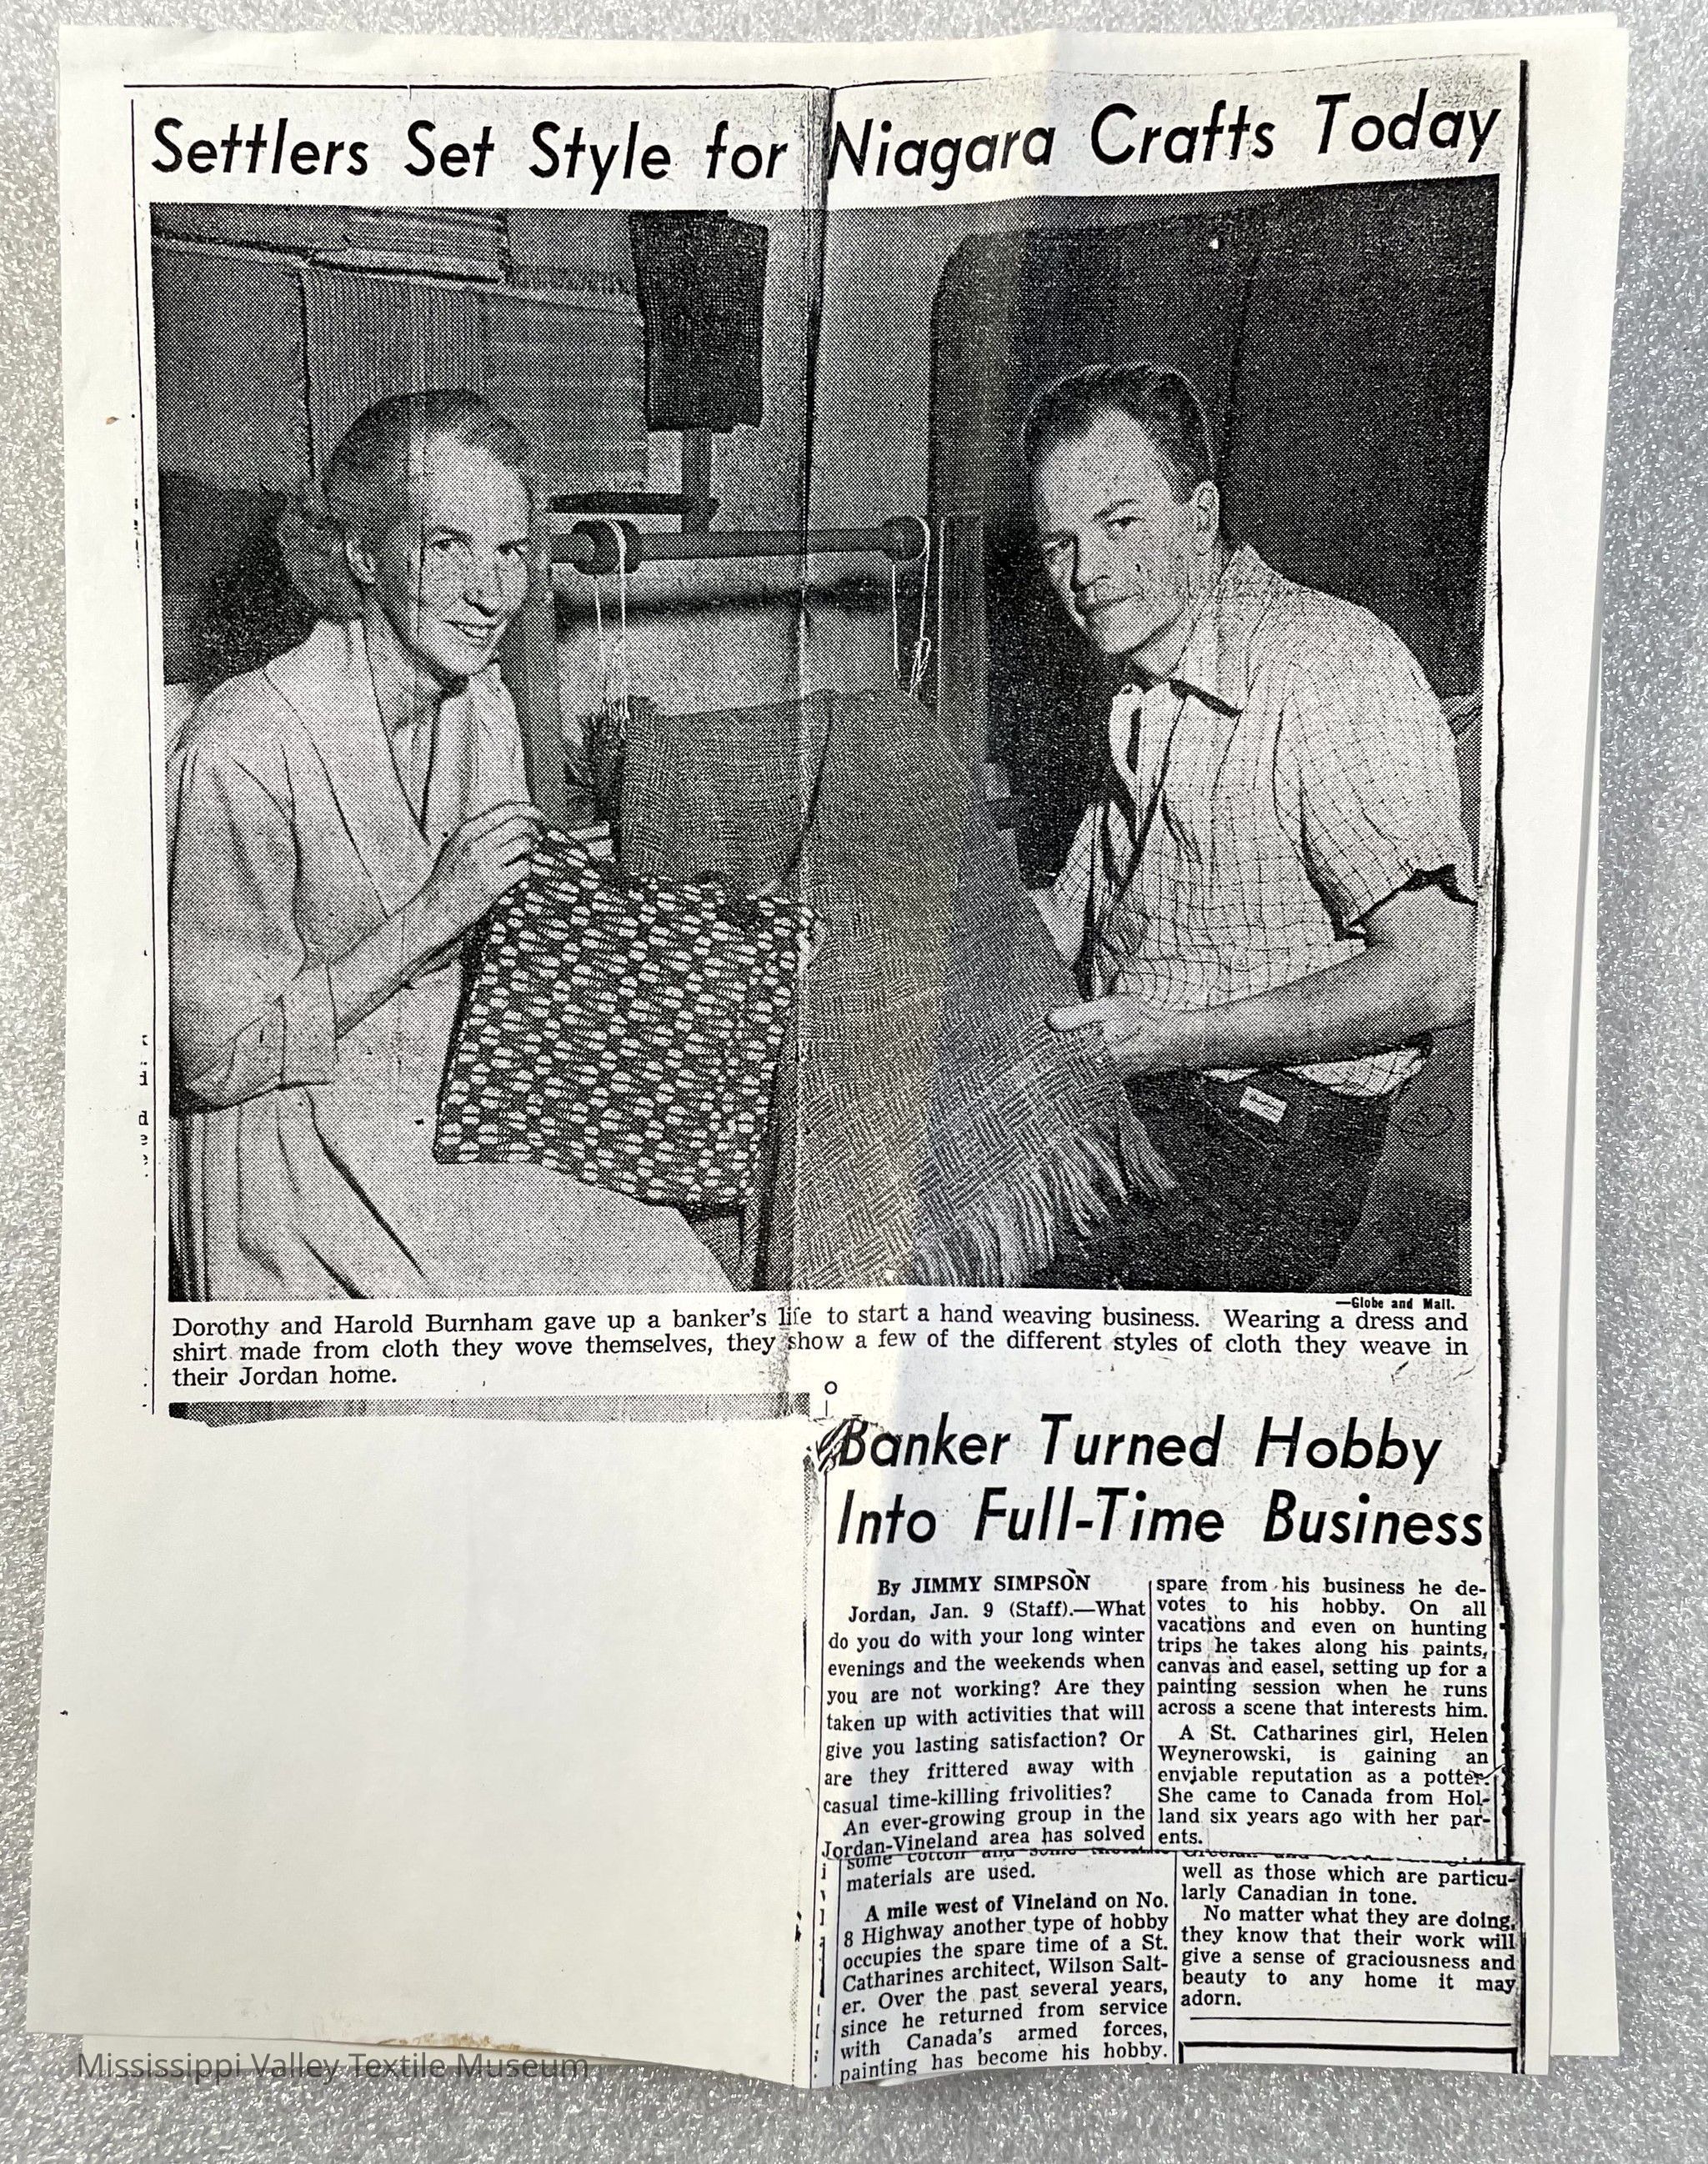 Settlers Set Style for Niagara Crafts Today
—Globe and Mail.
Dorothy and Harold Burnham gave up a banker's life to start a hand weaving business. Wearing a dress and
shirt made from cloth they wove themselves, they show a few of the different styles of cloth they weave in
their Jordan home.
Banker Turned Hobby
Into Full-Time Business
By JIMMY SIMPSON
Jordan, Jan. 9 (Staff).—What
do you do with your long winter
evenings and the weekends when
you are not working? Are they
taken up with activities that will
give you lasting satisfaction? Or
are they frittered away with
casual time-killing frivolities?
An ever-growing group in the
Jordan-Vineland area has solved
some cotton and some
materials are used.
A mile west of Vineland on No.
8 Highway another type of hobby
occupies the spare time of a St.
Catharines architect, Wilson Salt-
er. Over the past several years,
since he returned from service
with Canada's armed forces,
painting has become his hobby.
spare from his business he de-
votes to his hobby. On all
vacations and even on hunting
trips he takes along his paints,
canvas and easel, setting up for a
painting session when he runs
across a scene that interests him.
A St. Catharines girl, Helen
Weynerowski, is gaining an
enviable reputation as a potter.
She came to Canada from Hol-
land six years ago with her par-
ents.
well as those which are particu-
larly Canadian in tone.
No matter what they are doing,
they know that their work will
give a sense of graciousness and
beauty to any home it may
adorn.
Mississippi Valley Textile Museum